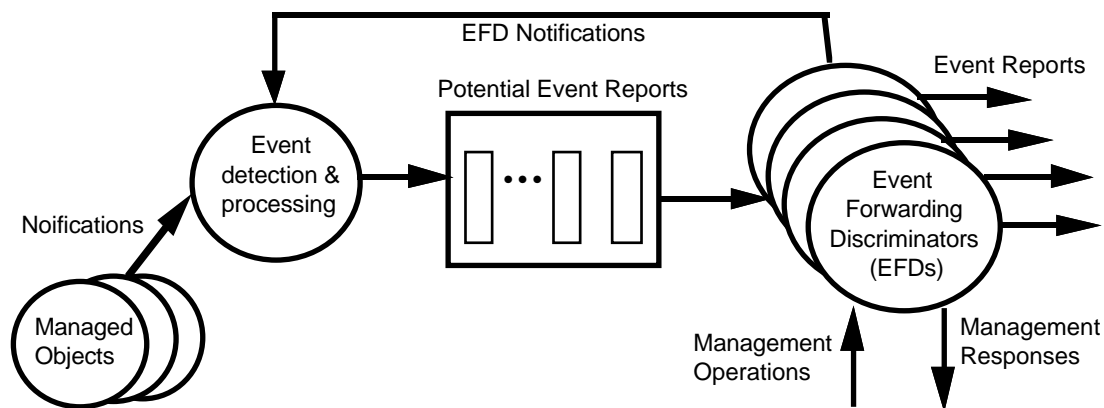 EFD Notifications
Potential Event Reports
Event Reports
Event
detection &
processing
•••
Event
Forwarding
Discriminators
(EFDs)
Noifications
Managed
Objects
Management
Operations
Management
Responses